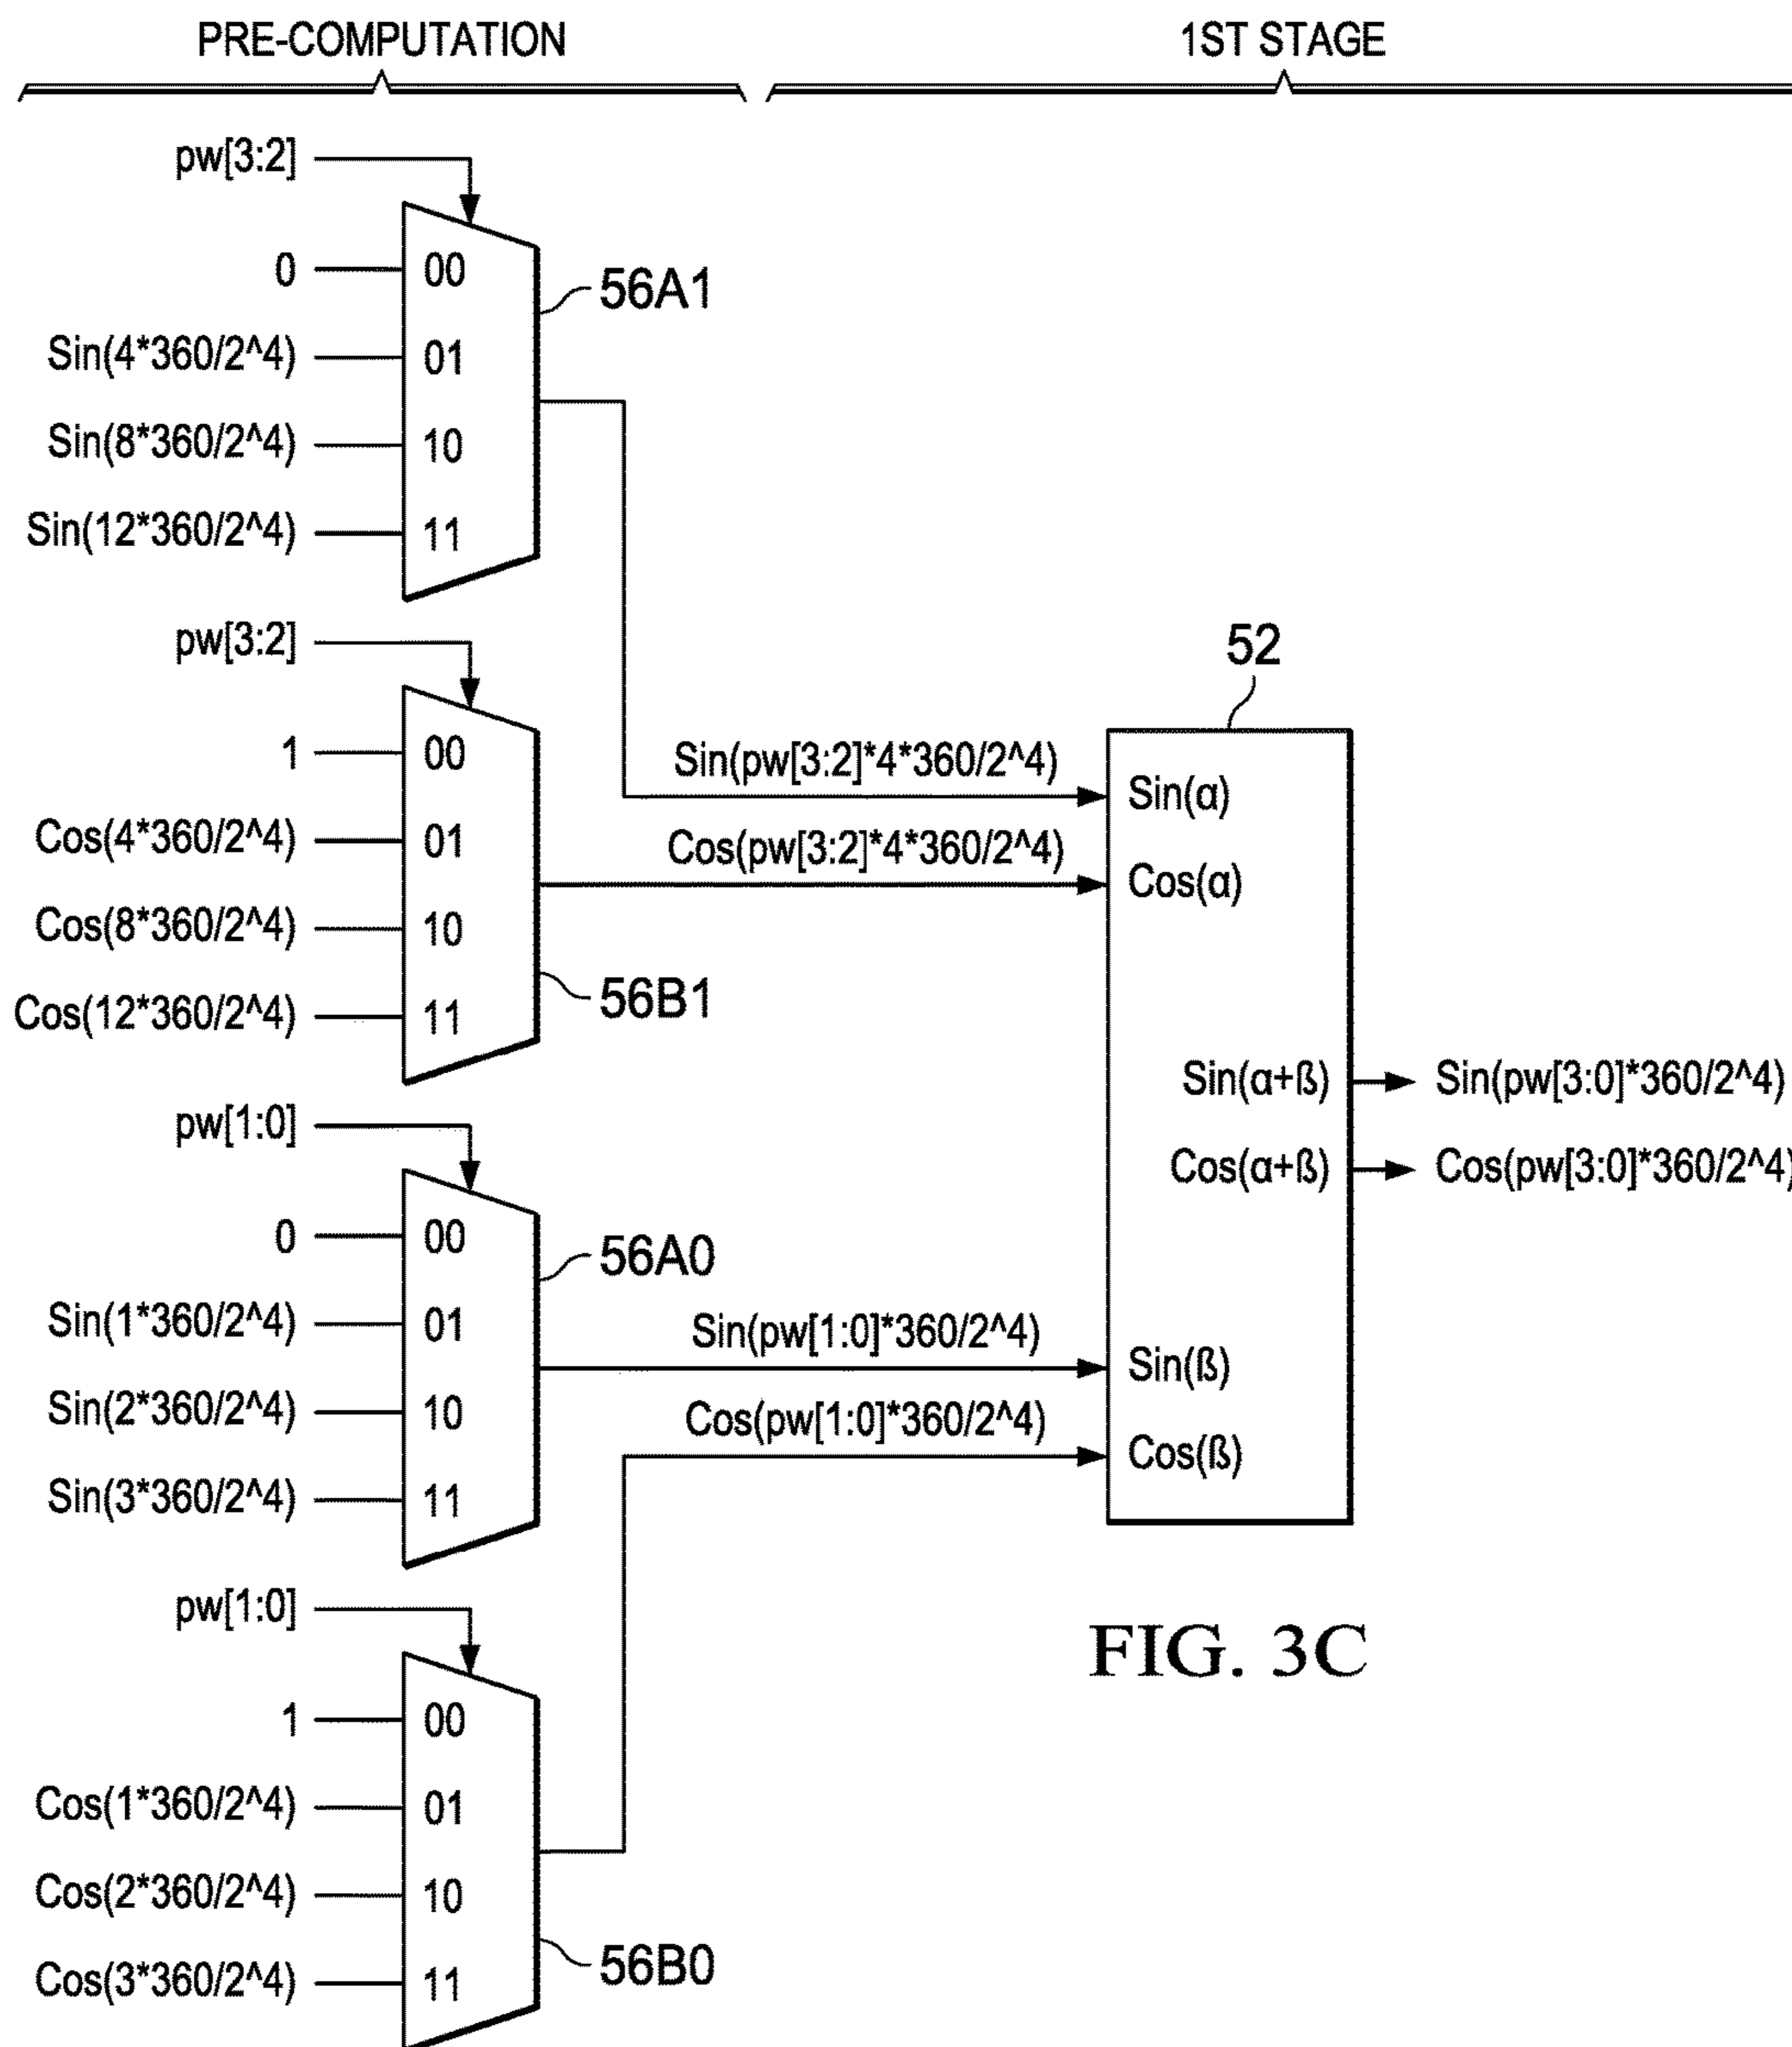 PRE-COMPUTATION
1ST STAGE
pw[3:2]
0
00
56A1
Sin(4*360/2^4)
01
Sin(8*360/2^4)
10
Sin(12*360/2^4)
11
pw[3:2]
52
1
00
Sin(pw[3:2]*4*360/2^4)
Sin(α)
Cos(4*360/2^4)
01
Cos(pw[3:2]*4*360/2^4)
Cos(α)
Cos(8*360/2^4)
10
56B1
Cos(12*360/2^4)
11
Sin(α+ß)
Sin(pw[3:0]*360/2^4)
pw[1:0]
Cos(α+ß)
Cos(pw[3:0]*360/2^4)
0
00
56A0
Sin(1*360/2^4)
01
Sin(pw[1:0]*360/2^4)
Sin(ß)
Sin(2*360/2^4)
10
Cos(pw[1:0]*360/2^4)
Cos(ß)
Sin(3*360/2^4)
11
pw[1:0]
FIG. 3C
1
00
Cos(1*360/2^4)
01
Cos(2*360/2^4)
10
56B0
Cos(3*360/2^4)
11